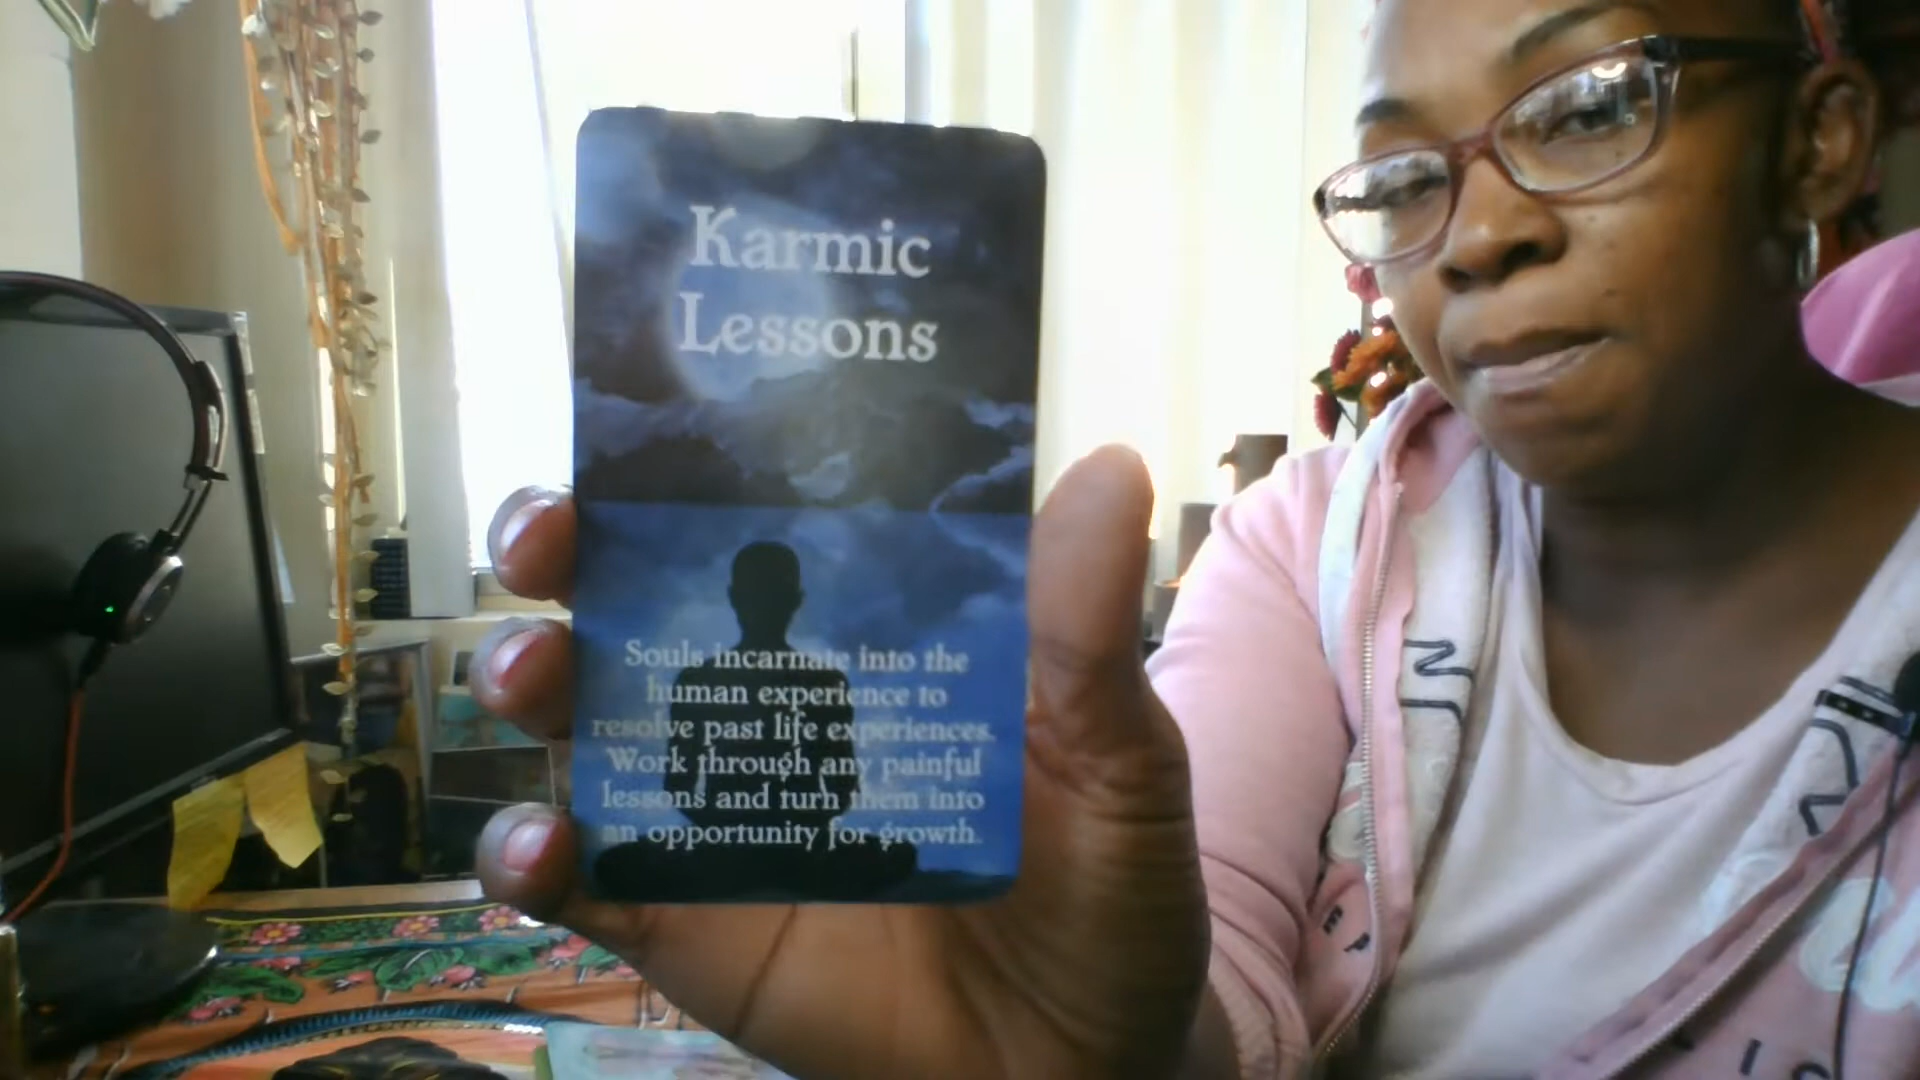 Karmic
Lessons
Souls incarnate into the
human experience to
resolve past life experiences.
Work through any painful
lessons and turn them into
an opportunity for growth.